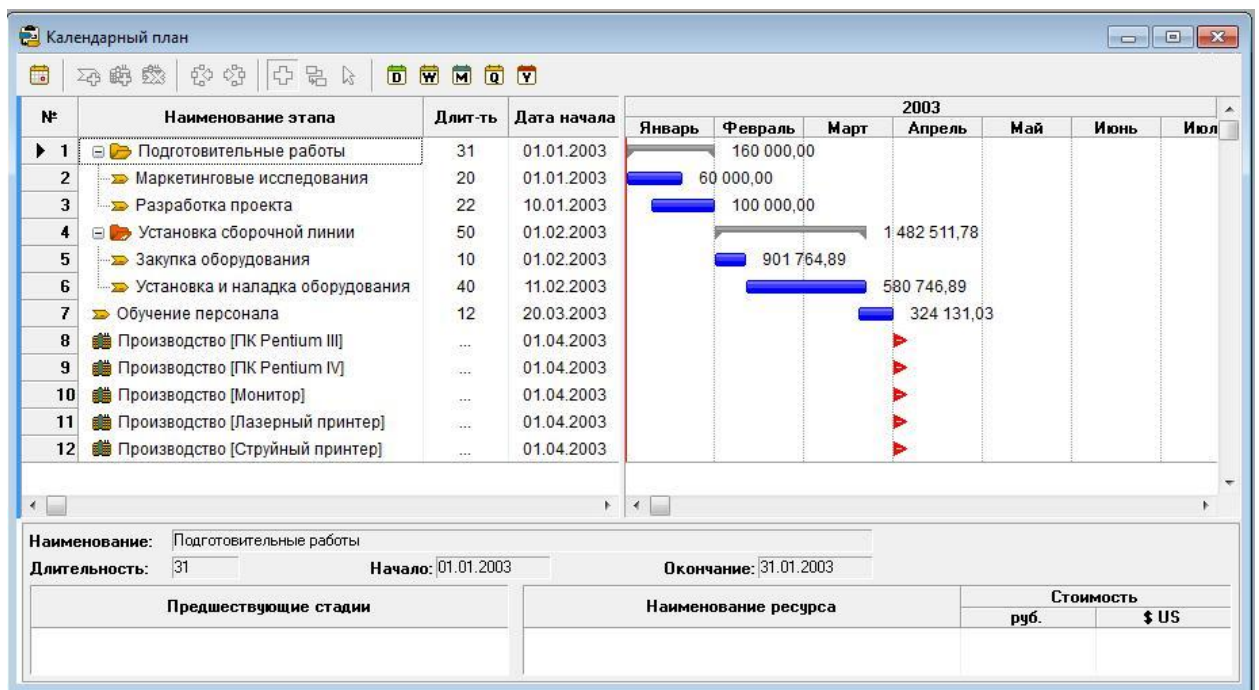 Календарный план
D W M Q Y
№ Наименование этапа Длит-ть Дата начала
2003
Январь Февраль Март Апрель Май Июнь Июл
1 Подготовительные работы 31 01.01.2003 160 000,00
2 Маркетинговые исследования 20 01.01.2003 60 000,00
3 Разработка проекта 22 10.01.2003 100 000,00
4 Установка сборочной линии 50 01.02.2003 1 482 511,78
5 Закупка оборудования 10 01.02.2003 901 764,89
6 Установка и наладка оборудования 40 11.02.2003 580 746,89
7 Обучение персонала 12 20.03.2003 324 131,03
8 Производство [ПК Pentium III] ... 01.04.2003
9 Производство [ПК Pentium IV] ... 01.04.2003
10 Производство [Монитор] ... 01.04.2003
11 Производство [Лазерный принтер] ... 01.04.2003
12 Производство [Струйный принтер] ... 01.04.2003
Наименование: Подготовительные работы
Длительность: 31 Начало: 01.01.2003 Окончание: 31.01.2003
Предшествующие стадии Наименование ресурса Стоимость
руб. $ US